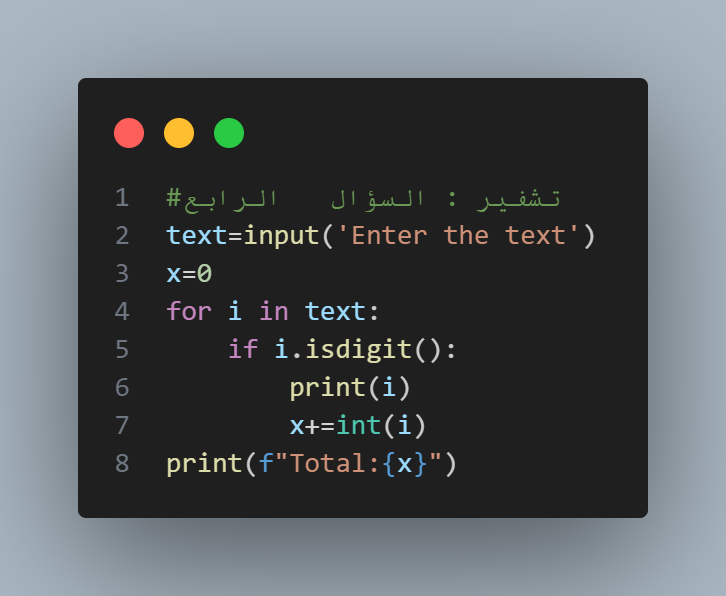 1 #تشفير : السؤال الرابع
2 text=input('Enter the text')
3 x=0
4 for i in text:
5     if i.isdigit():
6         print(i)
7         x+=int(i)
8 print(f"Total:{x}")